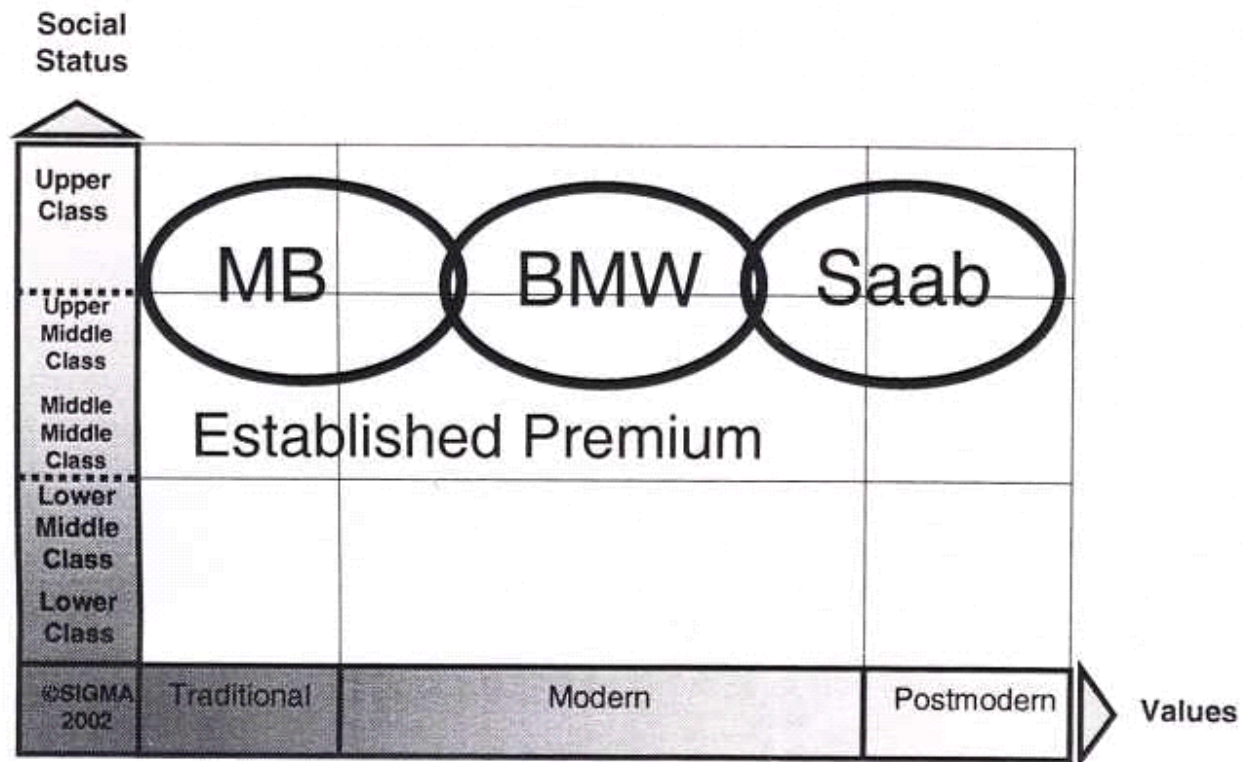 Social
Status
Upper
Class
Upper
Middle
Class
Middle
Middle
Class
Lower
Middle
Class
Lower
Class
MB
BMW
Saab
Established Premium
©SIGMA
2002
Traditional
Modern
Postmodern
Values